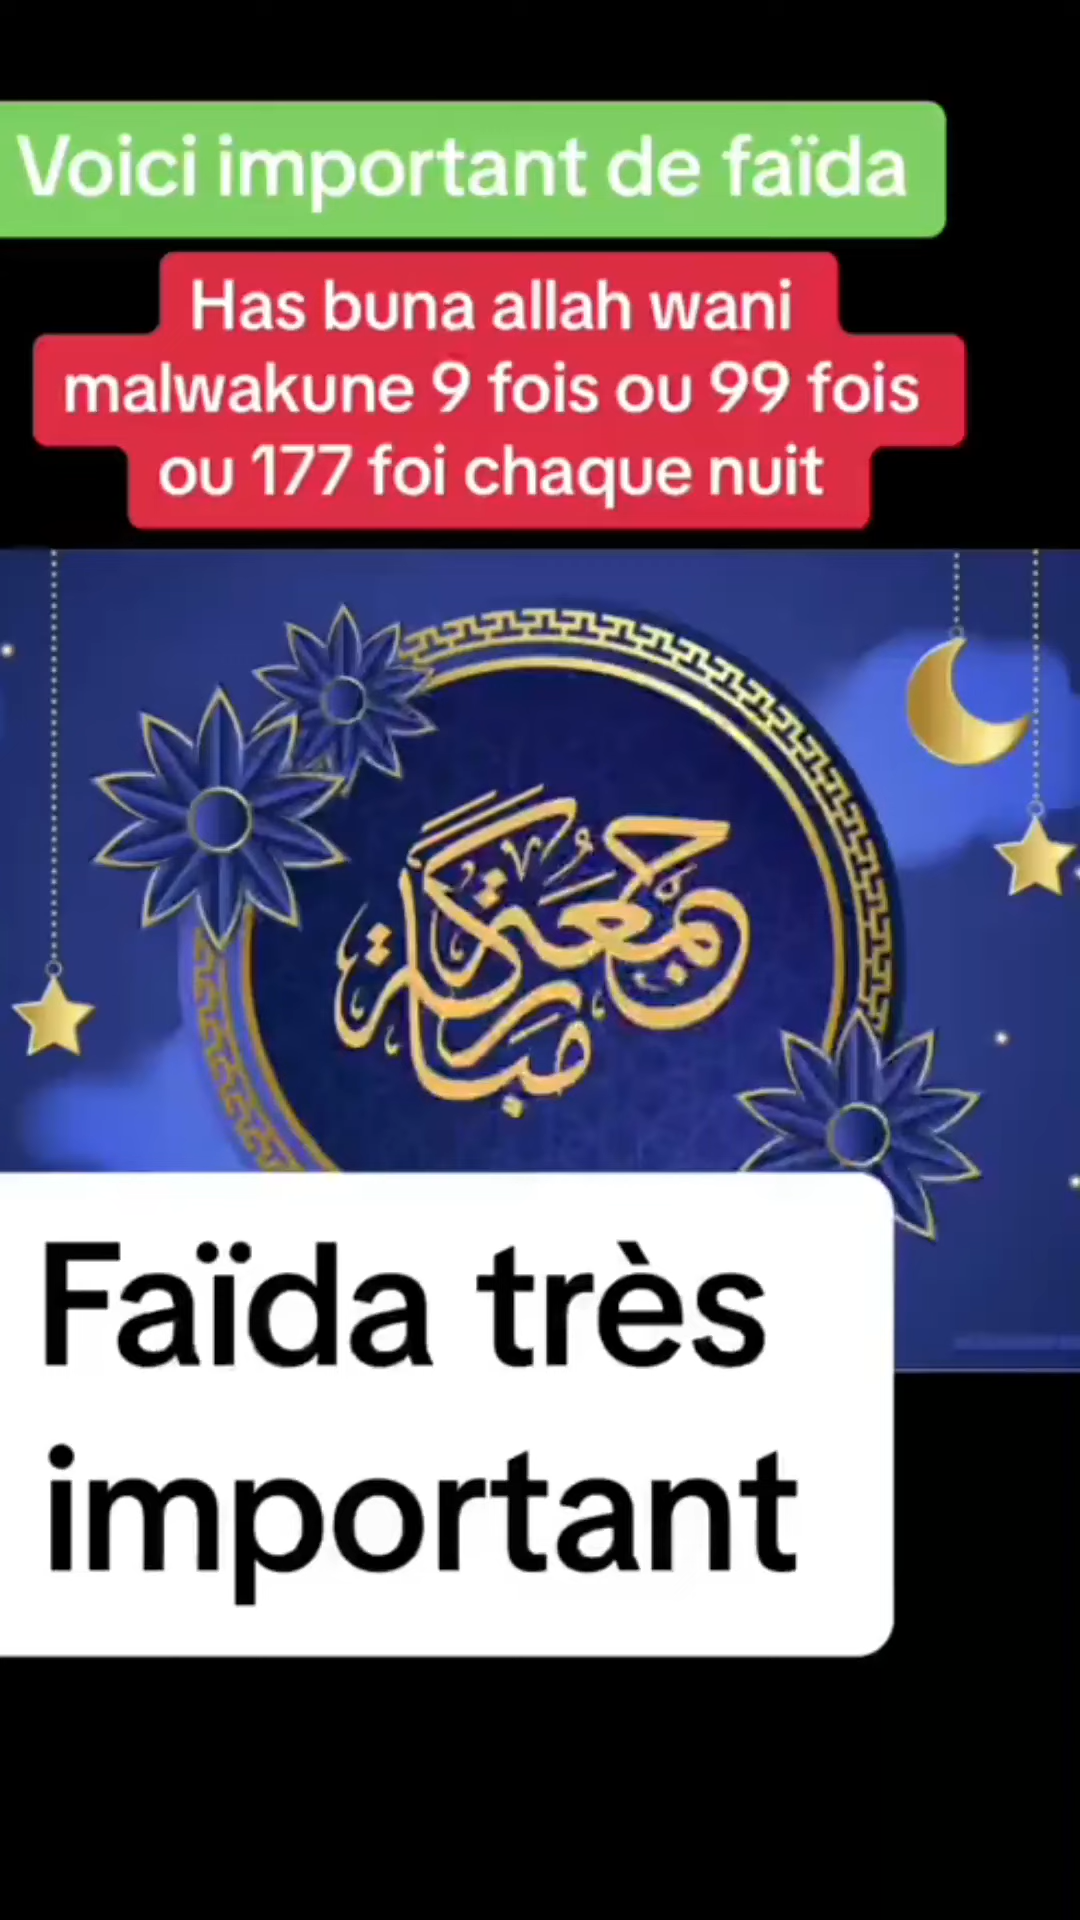 Voici important de faïda
Has buna allah wani
malwakune 9 fois ou 99 fois
ou 177 foi chaque nuit
جمعة
مباركة
Faïda très
important